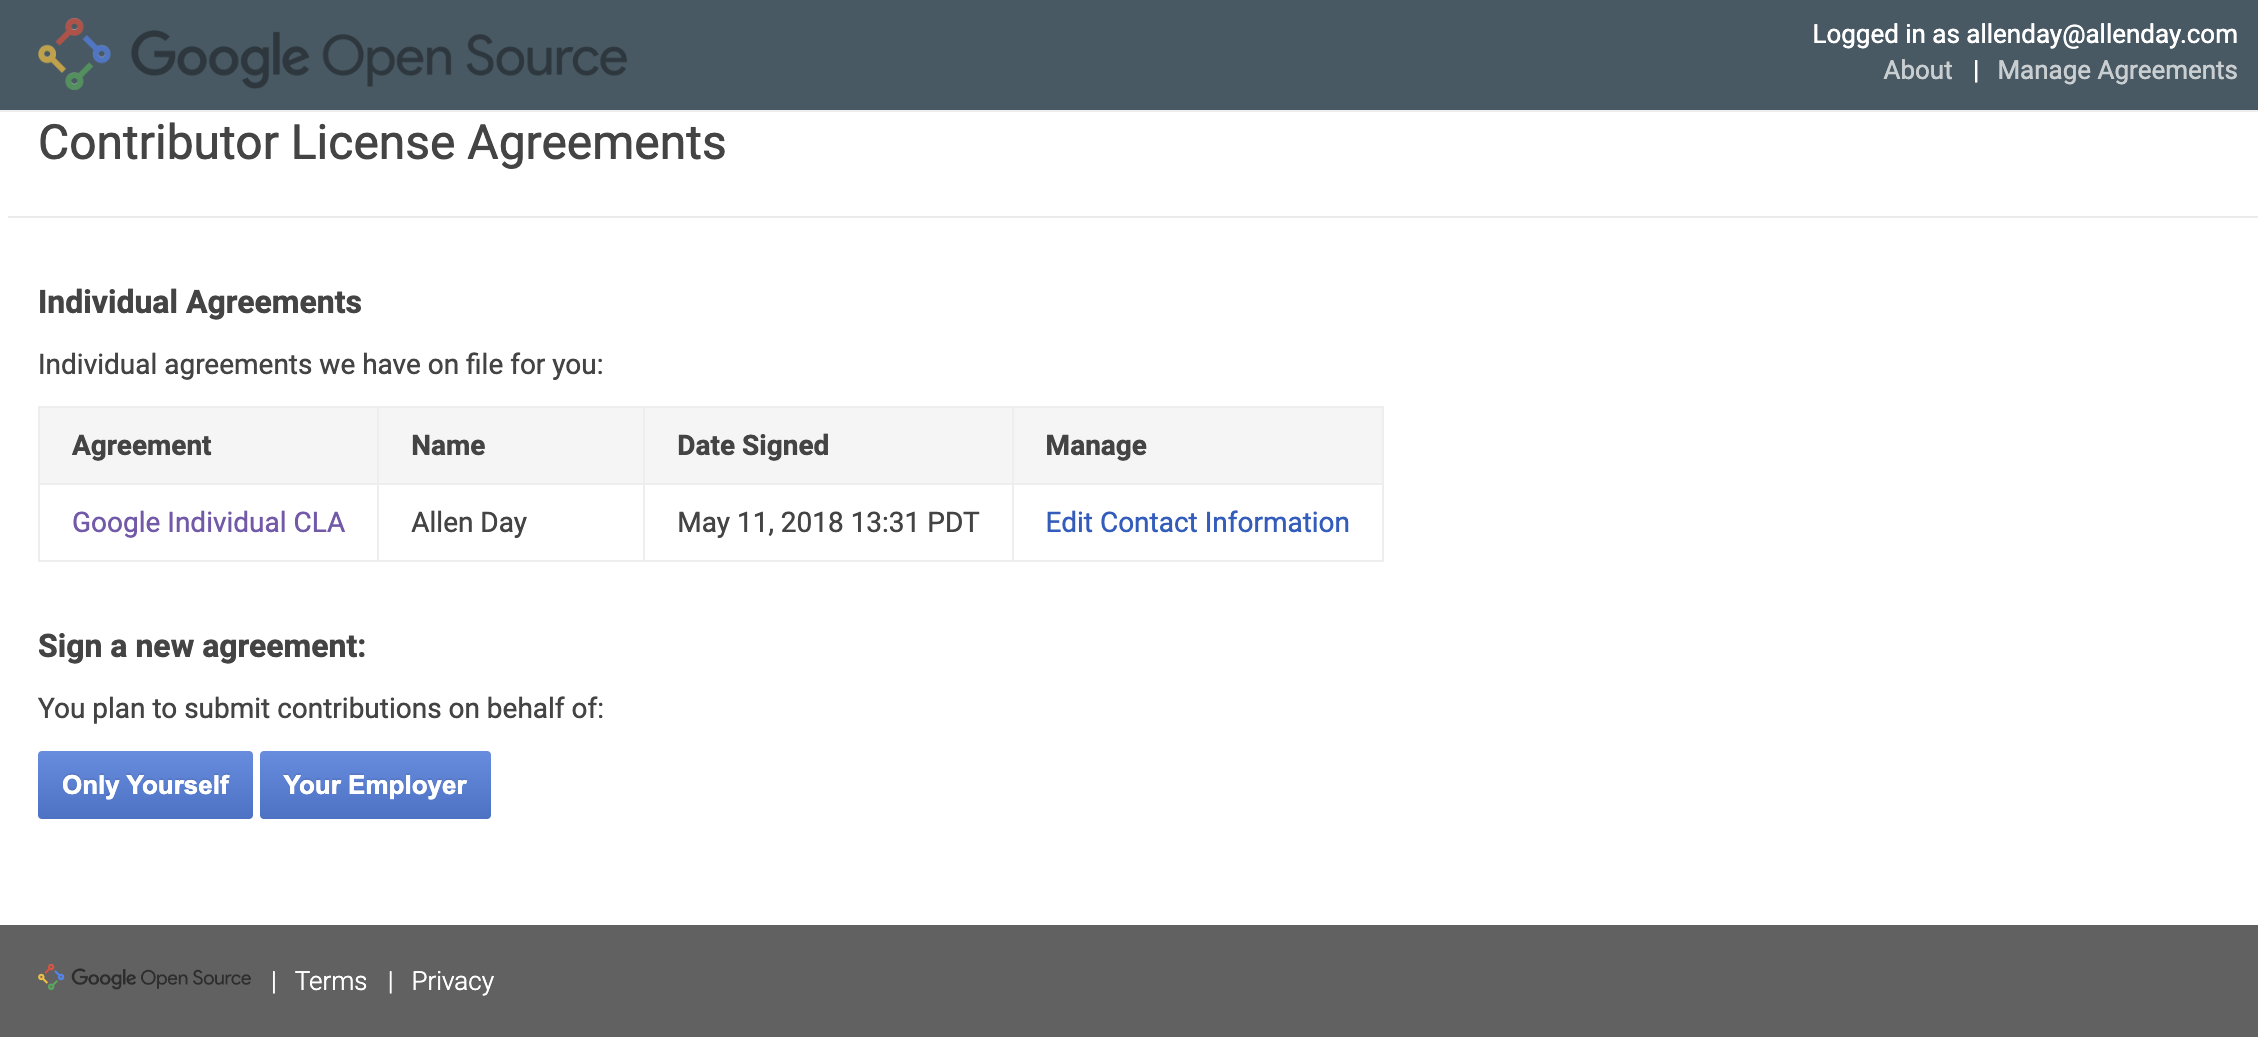 Google Open Source
Logged in as allenday@allenday.com
About | Manage Agreements
Contributor License Agreements
Individual Agreements
Individual agreements we have on file for you:
Agreement Name Date Signed Manage
Google Individual CLA Allen Day May 11, 2018 13:31 PDT Edit Contact Information
Sign a new agreement:
You plan to submit contributions on behalf of:
Only Yourself Your Employer
Google Open Source | Terms | Privacy